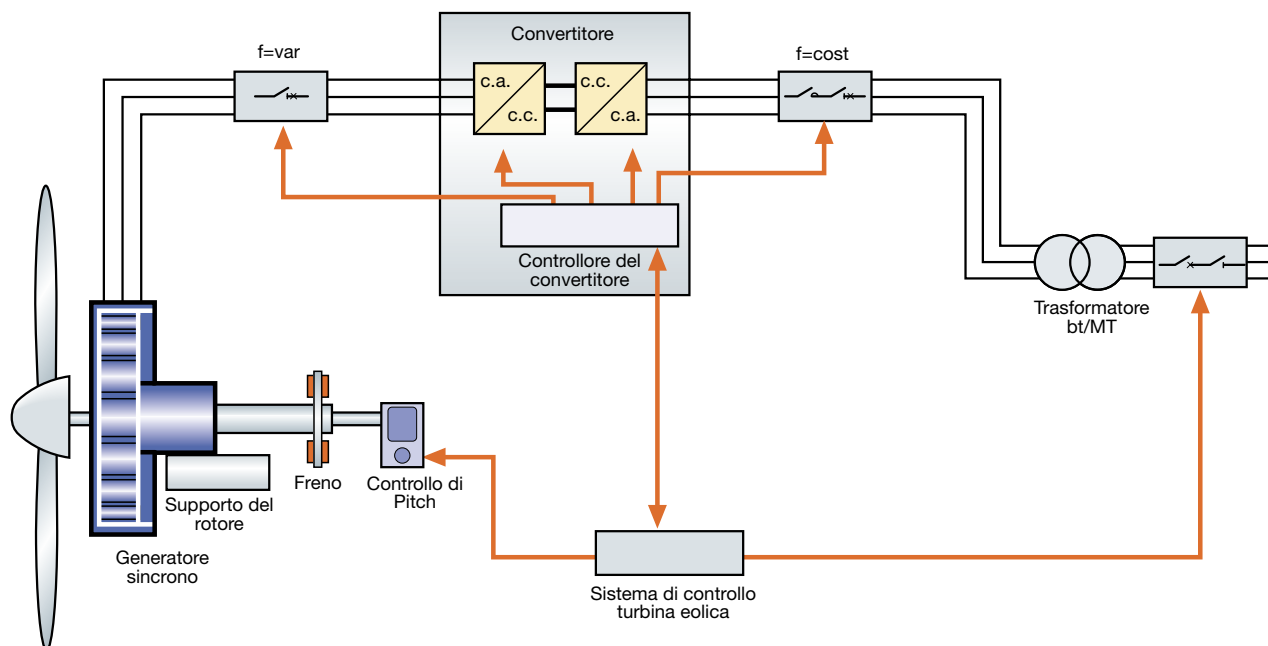 Convertitore
f=var
f=cost
c.a.
c.c.
c.c.
c.a.
Controllore del
convertitore
Trasformatore
bt/MT
Freno
Controllo di
Pitch
Supporto del
rotore
Generatore
sincrono
Sistema di controllo
turbina eolica